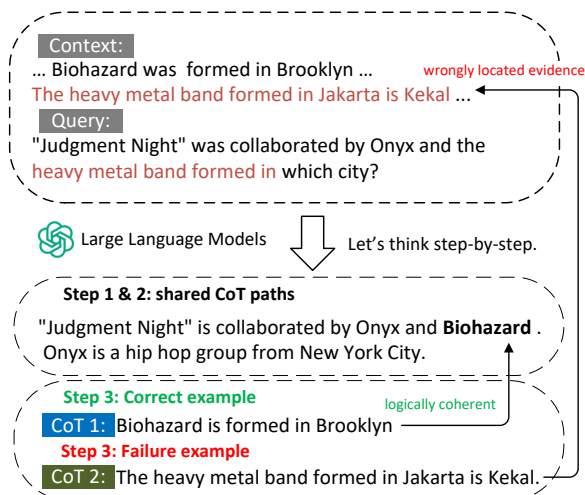 Context:
... Biohazard was formed in Brooklyn ...
wrongly located evidence
The heavy metal band formed in Jakarta is Kekal ...
Query:
"Judgment Night" was collaborated by Onyx and the
heavy metal band formed in which city?
Large Language Models
Let's think step-by-step.
Step 1 & 2: shared CoT paths
"Judgment Night" is collaborated by Onyx and Biohazard .
Onyx is a hip hop group from New York City.
Step 3: Correct example
logically coherent
CoT 1: Biohazard is formed in Brooklyn
Step 3: Failure example
CoT 2: The heavy metal band formed in Jakarta is Kekal.